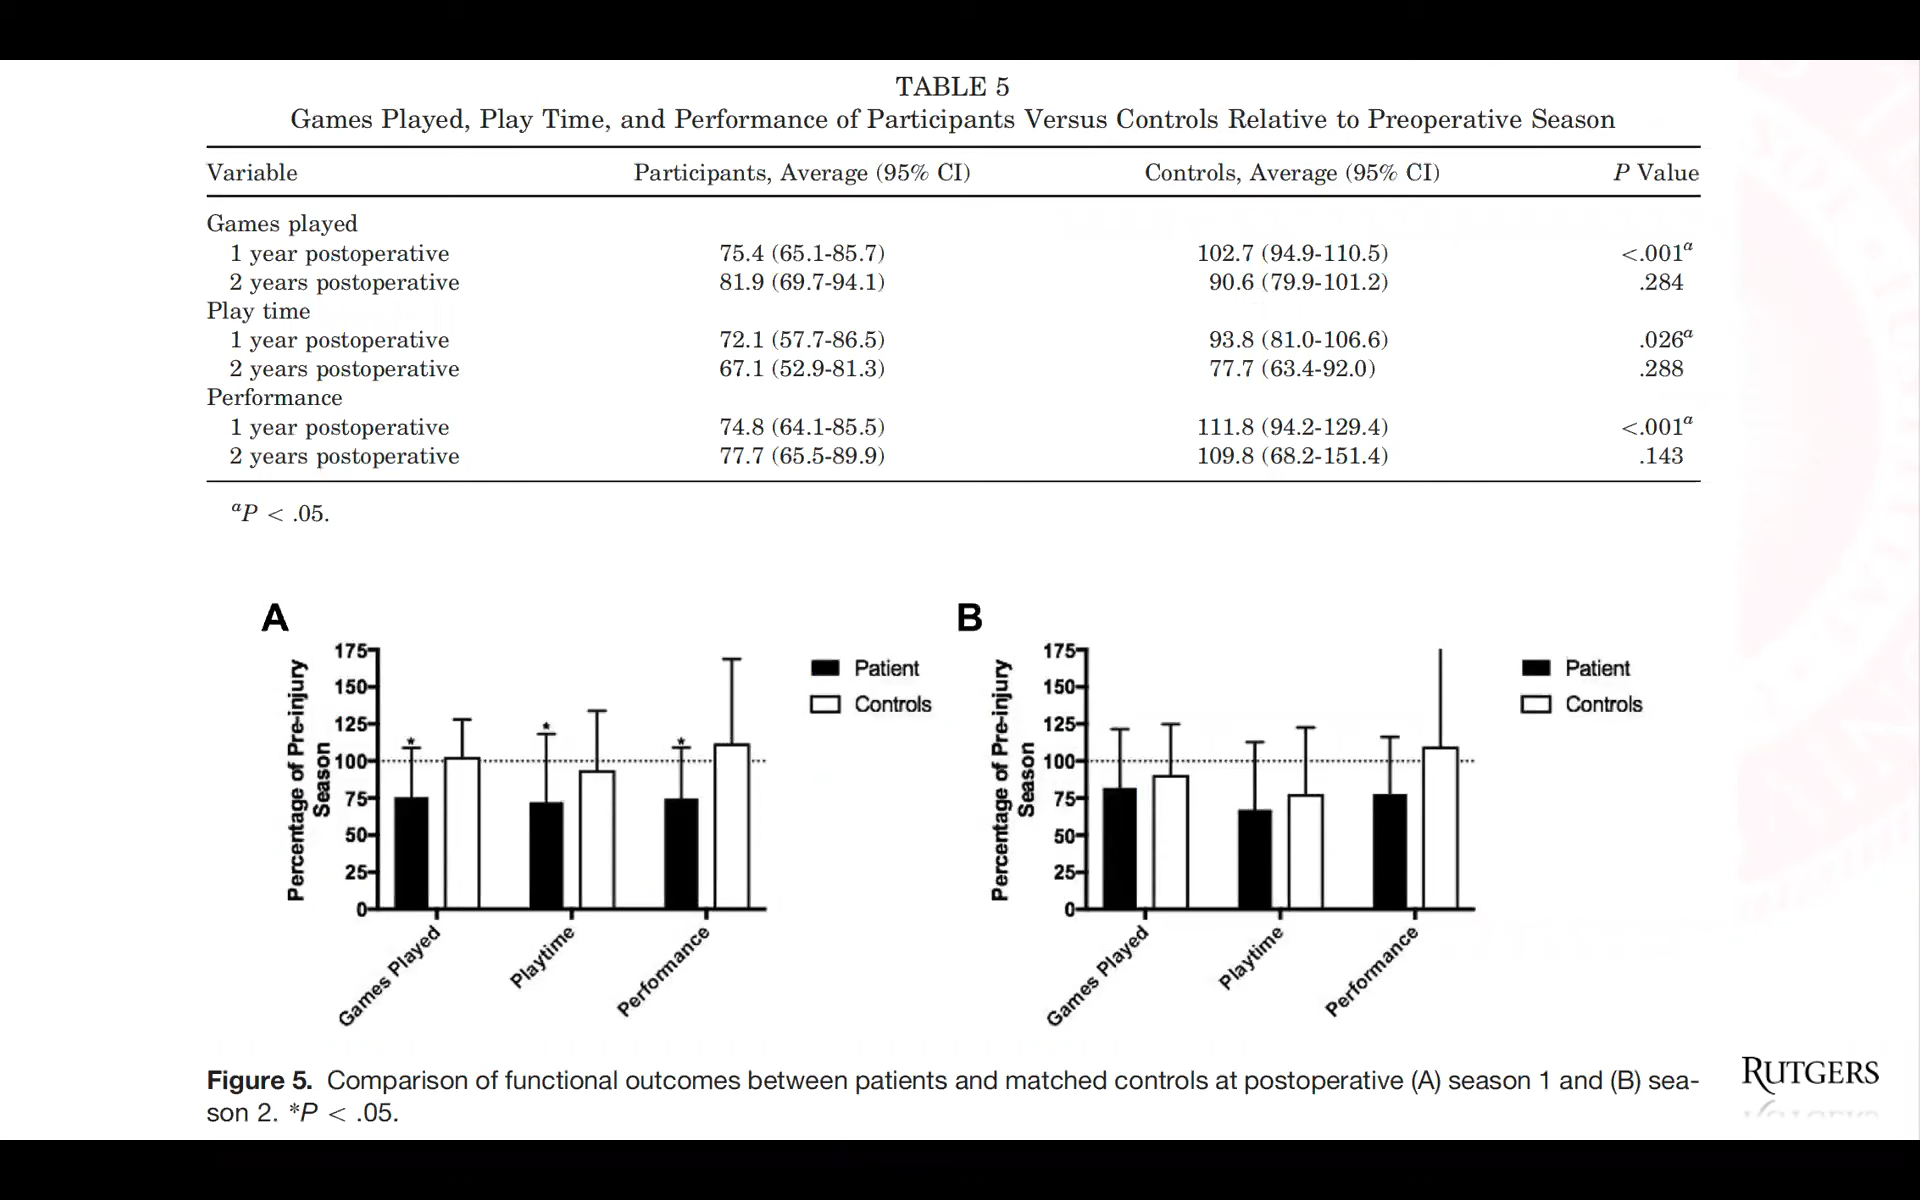 TABLE 5
Games Played, Play Time, and Performance of Participants Versus Controls Relative to Preoperative Season
Variable Participants, Average (95% CI) Controls, Average (95% CI) P Value
Games played
1 year postoperative 75.4 (65.1-85.7) 102.7 (94.9-110.5) <.001a
2 years postoperative 81.9 (69.7-94.1) 90.6 (79.9-101.2) .284
Play time
1 year postoperative 72.1 (57.7-86.5) 93.8 (81.0-106.6) .026a
2 years postoperative 67.1 (52.9-81.3) 77.7 (63.4-92.0) .288
Performance
1 year postoperative 74.8 (64.1-85.5) 111.8 (94.2-129.4) <.001a
2 years postoperative 77.7 (65.5-89.9) 109.8 (68.2-151.4) .143
aP < .05.
A
Percentage of Pre-injury
Season
175
150
125
100
75
50
25
0
* * *
Games Played
Playtime
Performance
Patient
Controls
B
Percentage of Pre-injury
Season
175
150
125
100
75
50
25
0
Games Played
Playtime
Performance
Patient
Controls
Figure 5. Comparison of functional outcomes between patients and matched controls at postoperative (A) season 1 and (B) sea-
son 2. *P < .05.
RUTGERS